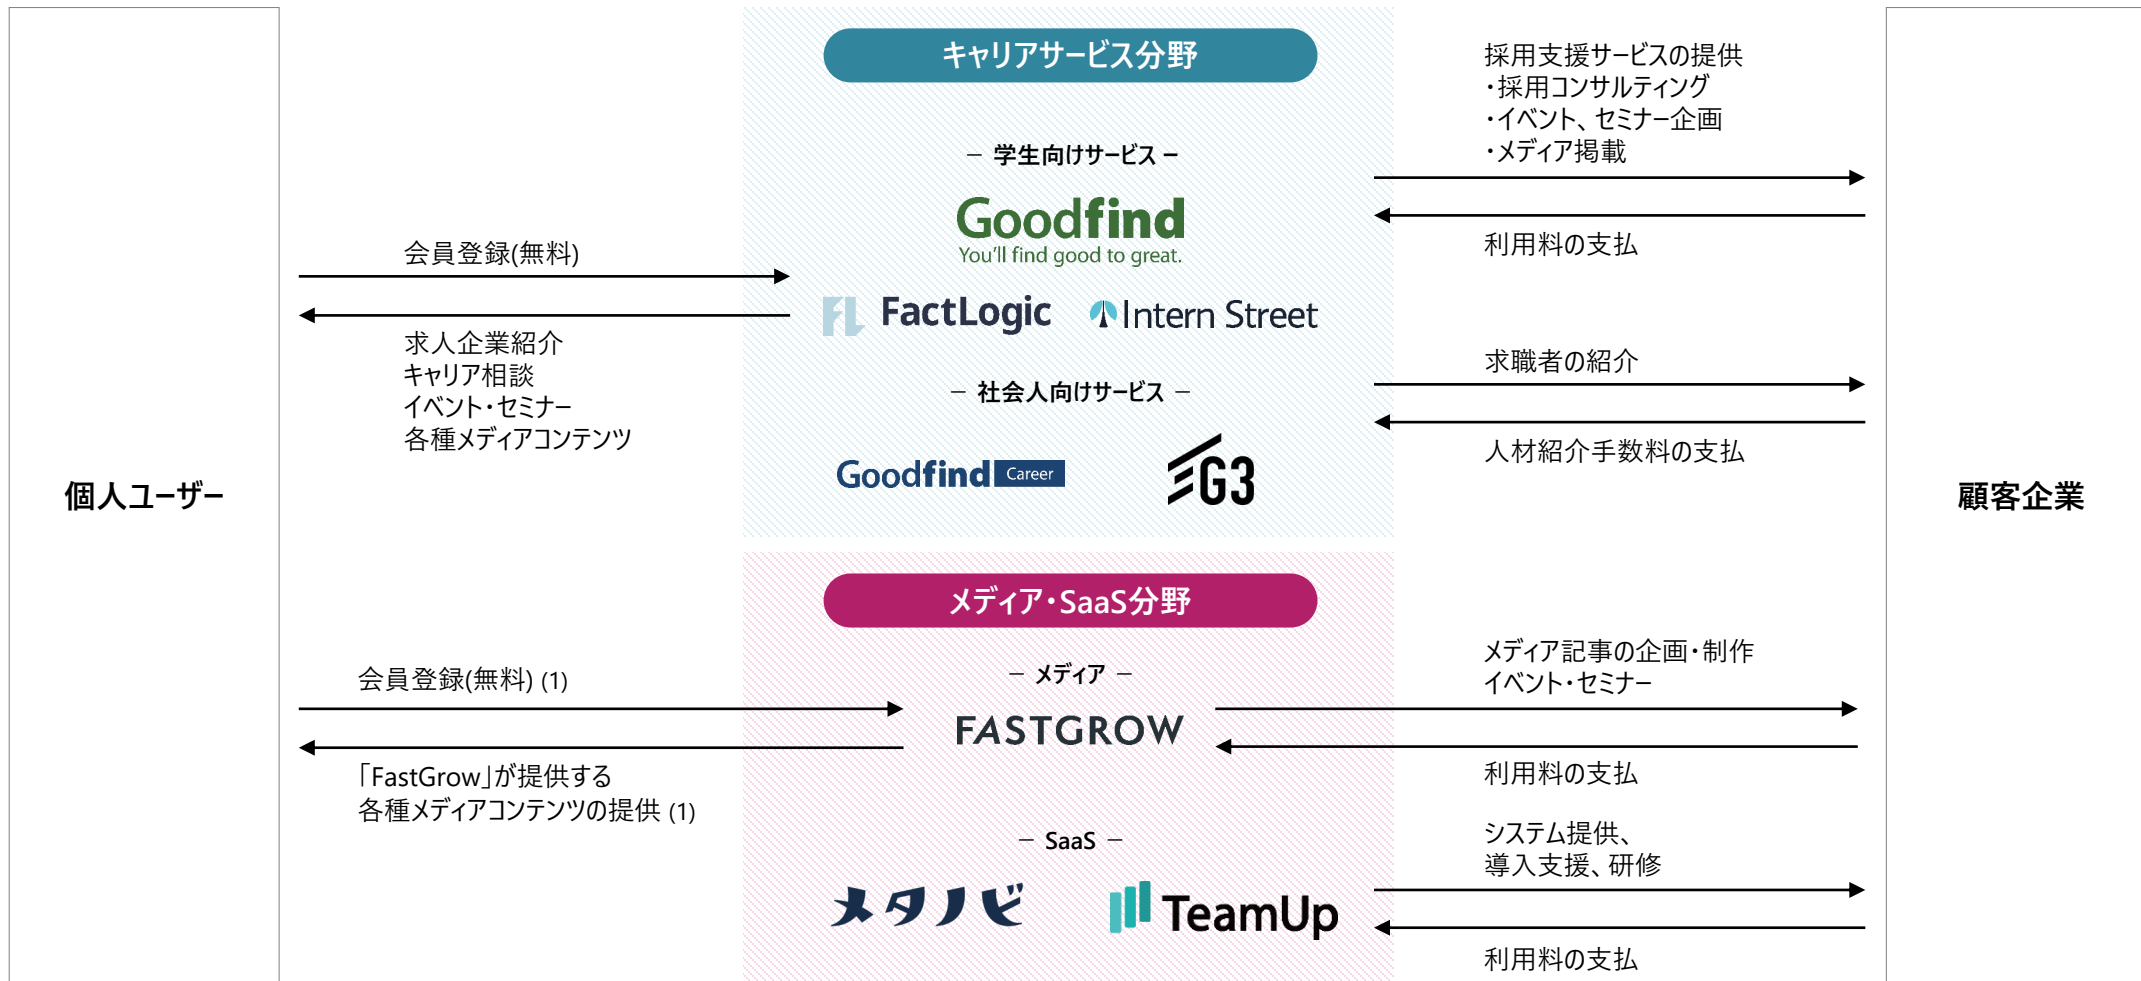 個人ユーザー
会員登録(無料)
求人企業紹介
キャリア相談
イベント・セミナー
各種メディアコンテンツ
会員登録(無料) (1)
「FastGrow」が提供する
各種メディアコンテンツの提供 (1)
キャリアサービス分野
－ 学生向けサービス －
Goodfind
You'll find good to great.
FL FactLogic
Intern Street
－ 社会人向けサービス －
Goodfind Career
G3
メディア・SaaS分野
－ メディア －
FASTGROW
－ SaaS －
メタノビ
TeamUp
採用支援サービスの提供
・採用コンサルティング
・イベント、セミナー企画
・メディア掲載
利用料の支払
求職者の紹介
人材紹介手数料の支払
メディア記事の企画・制作
イベント・セミナー
利用料の支払
システム提供、
導入支援、研修
利用料の支払
顧客企業